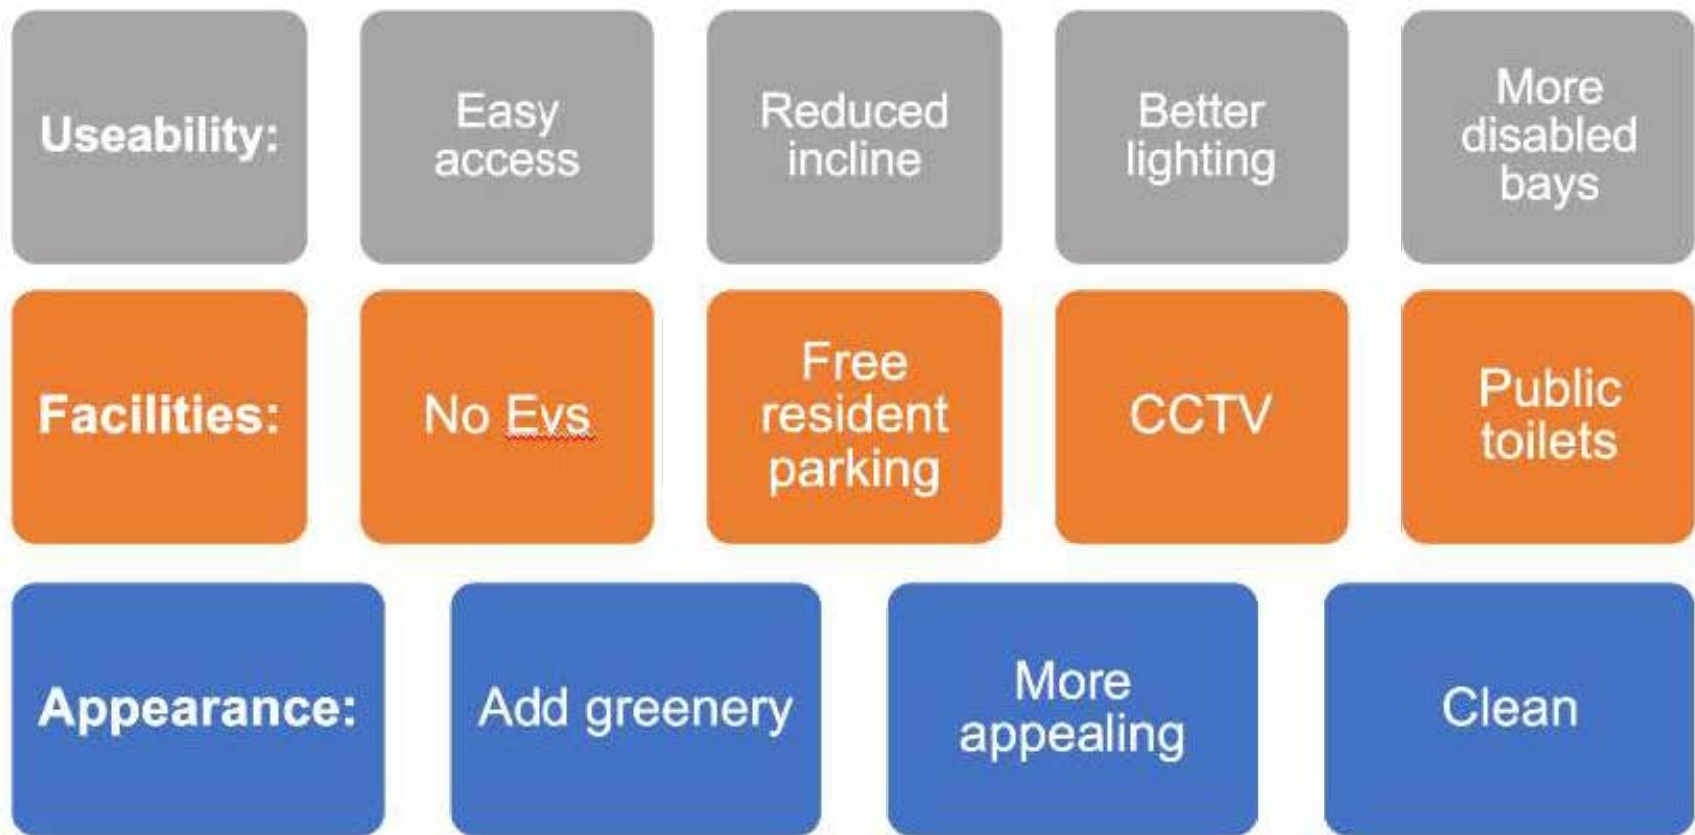 Useability:
Easy
access
Reduced
incline
Better
lighting
More
disabled
bays
Facilities:
No Evs
Free
resident
parking
CCTV
Public
toilets
Appearance:
Add greenery
More
appealing
Clean